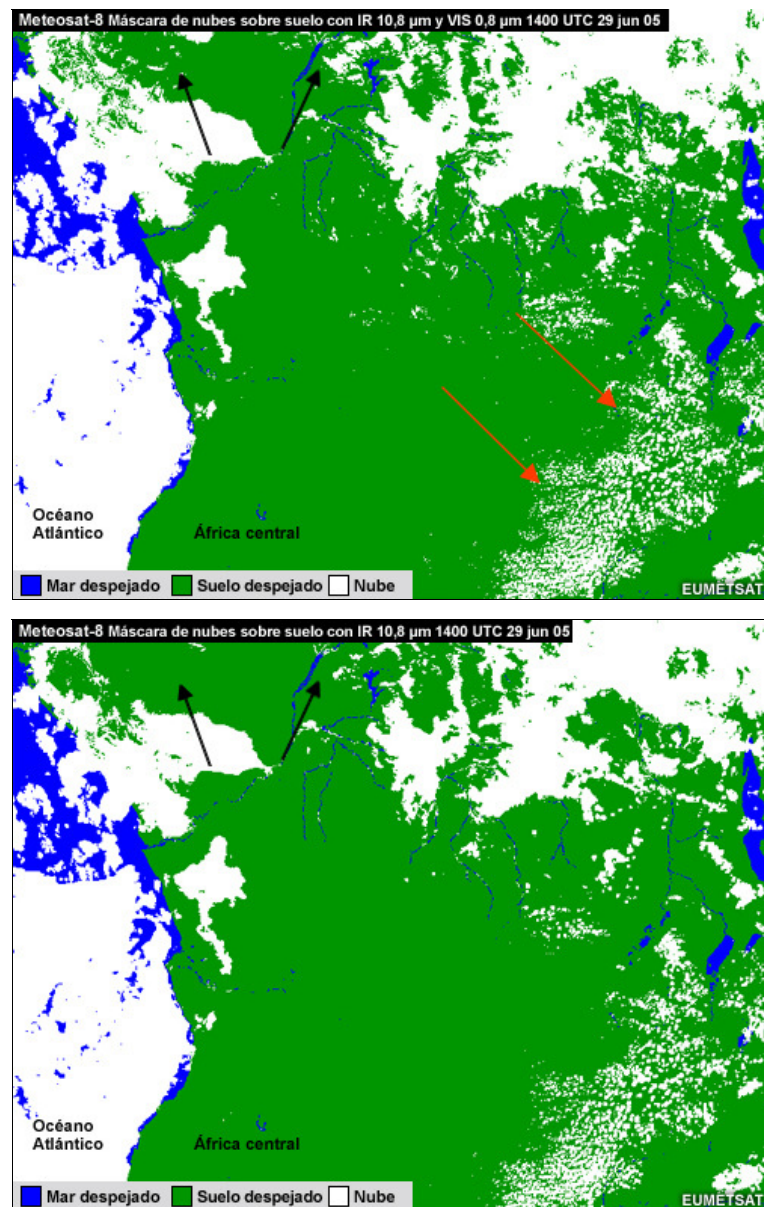 Meteosat-8 Máscara de nubes sobre suelo con IR 10,8 µm y VIS 0,8 µm 1400 UTC 29 jun 05
Océano
Atlántico
África central
Mar despejado Suelo despejado Nube
EUMETSAT
Meteosat-8 Máscara de nubes sobre suelo con IR 10,8 µm 1400 UTC 29 jun 05
Océano
Atlántico
África central
Mar despejado Suelo despejado Nube
EUMETSAT